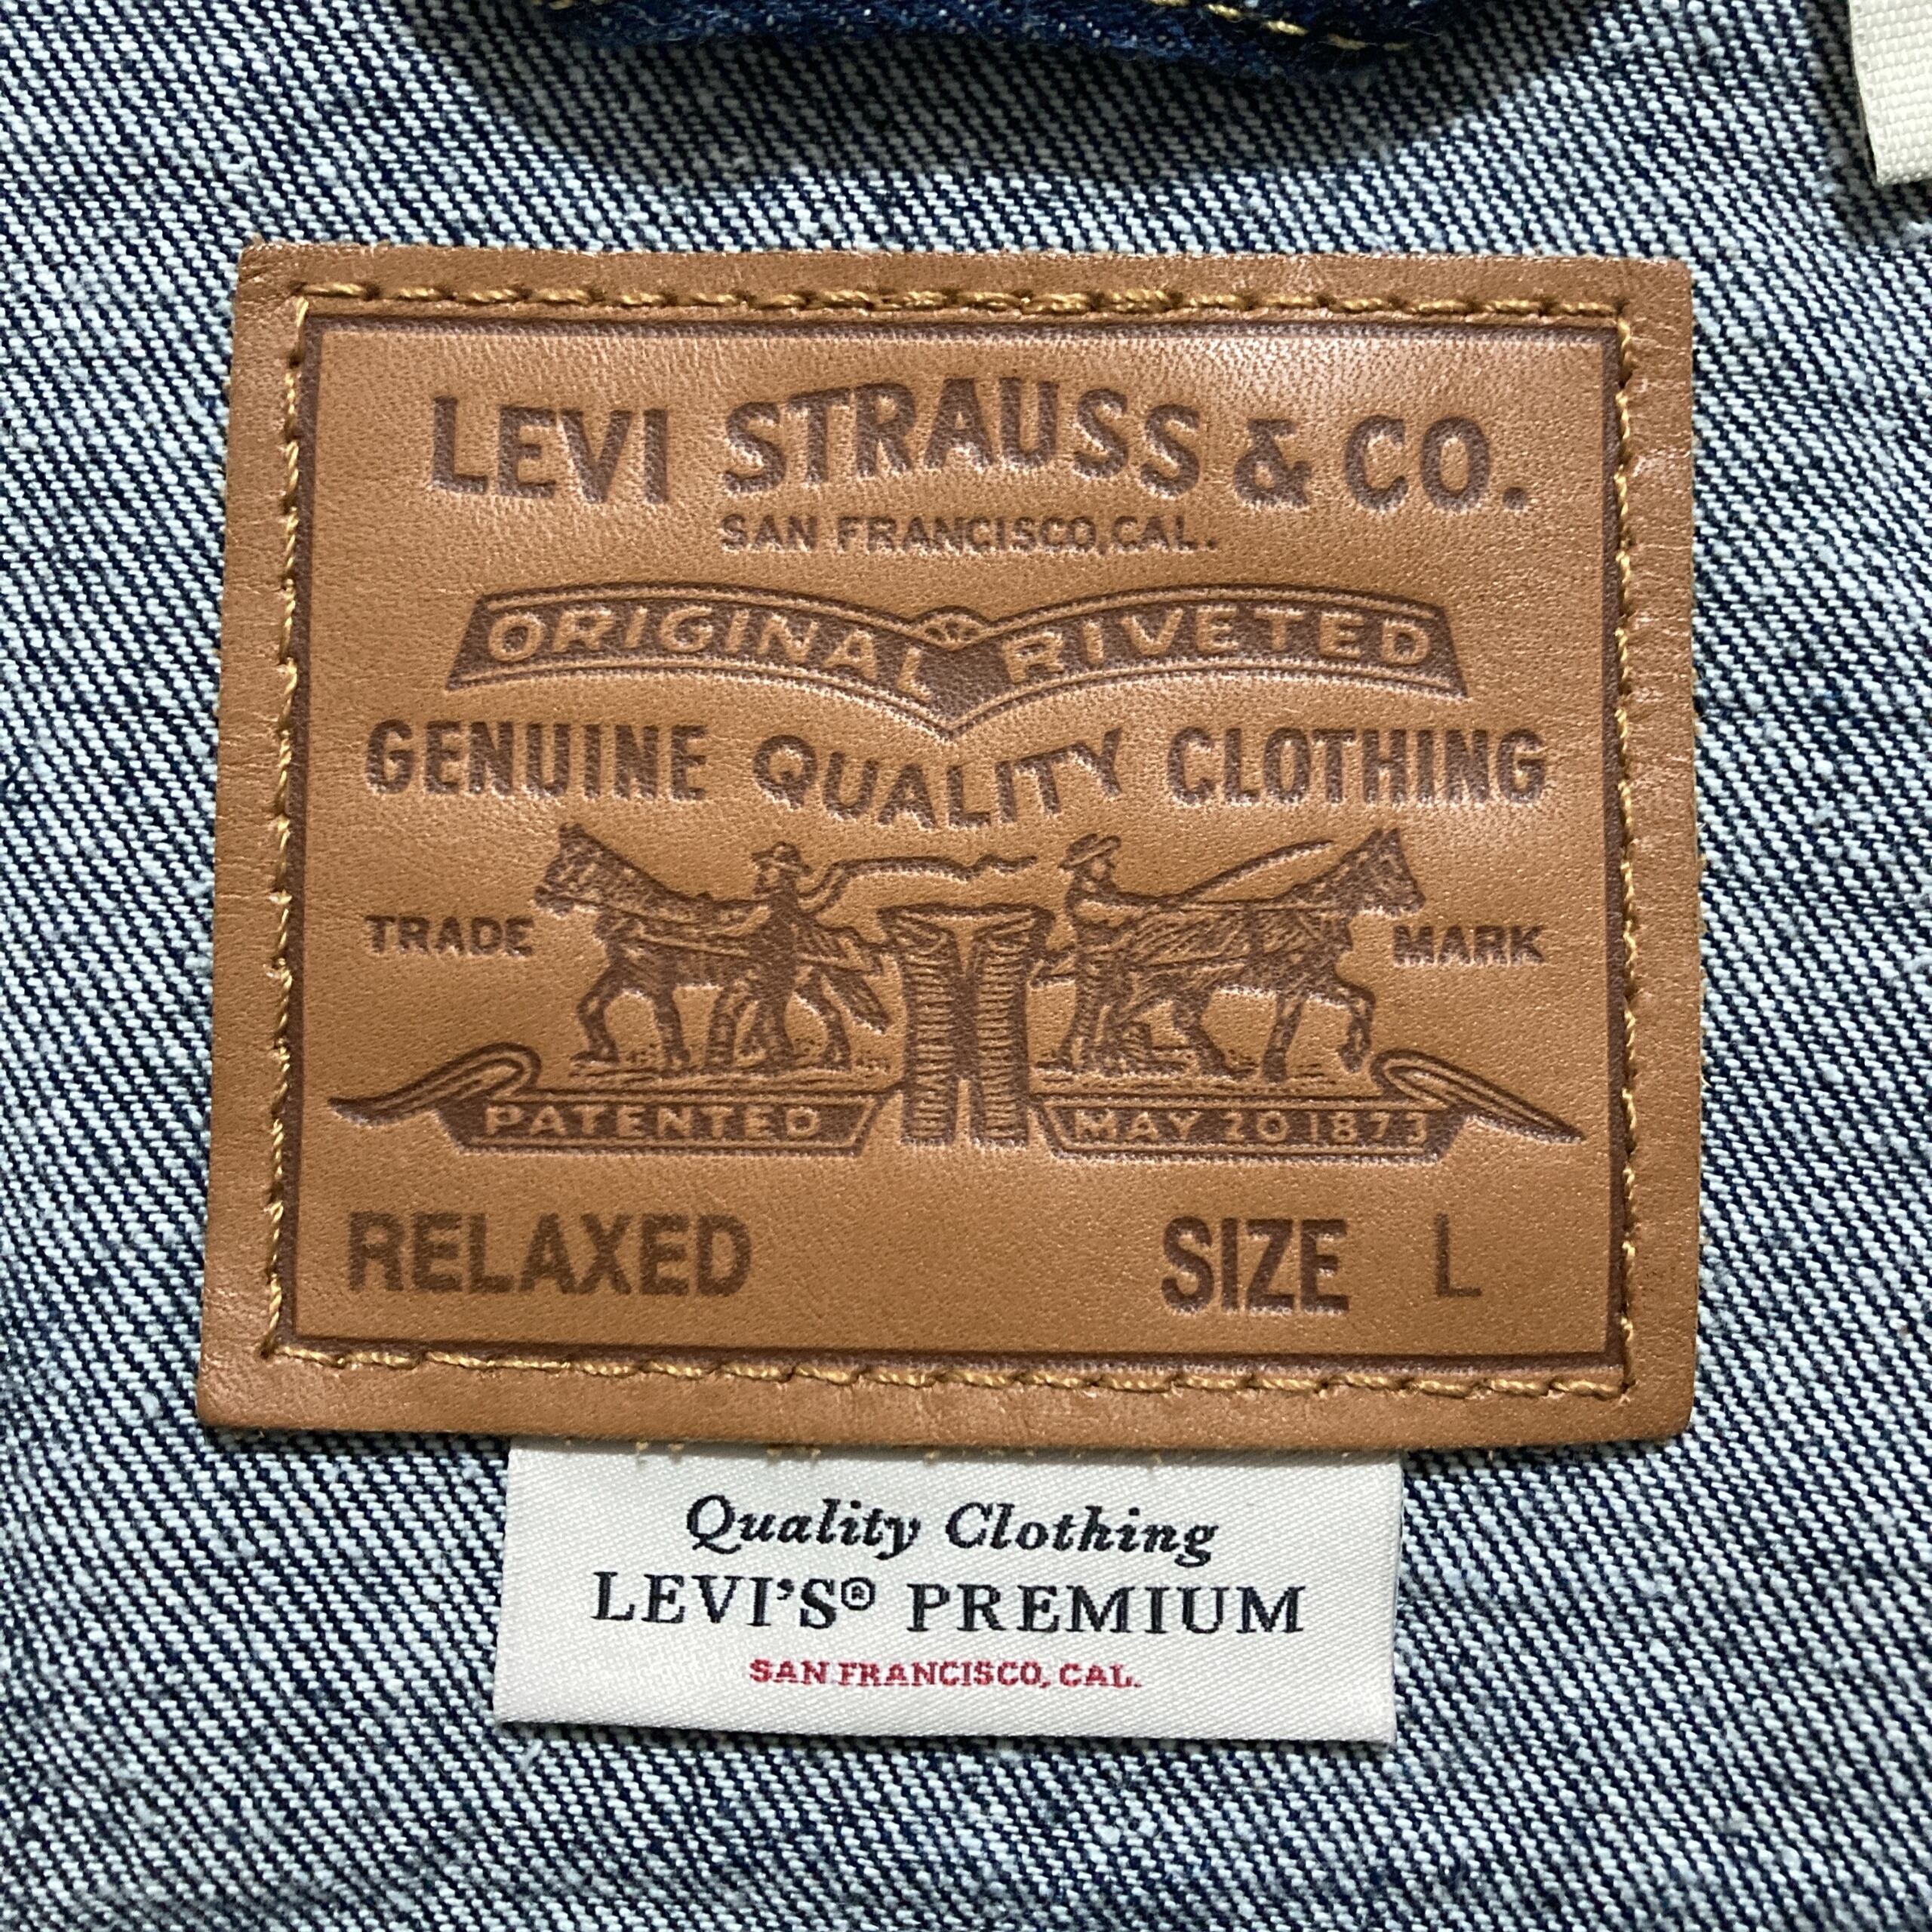 LEVI STRAUSS & CO.
SAN FRANCISCO, CAL.
ORIGINAL RIVETED
GENUINE QUALITY CLOTHING
TRADE MARK
PATENTED MAY 20 1873
RELAXED SIZE L
Quality Clothing
LEVI'S® PREMIUM
SAN FRANCISCO, CAL.